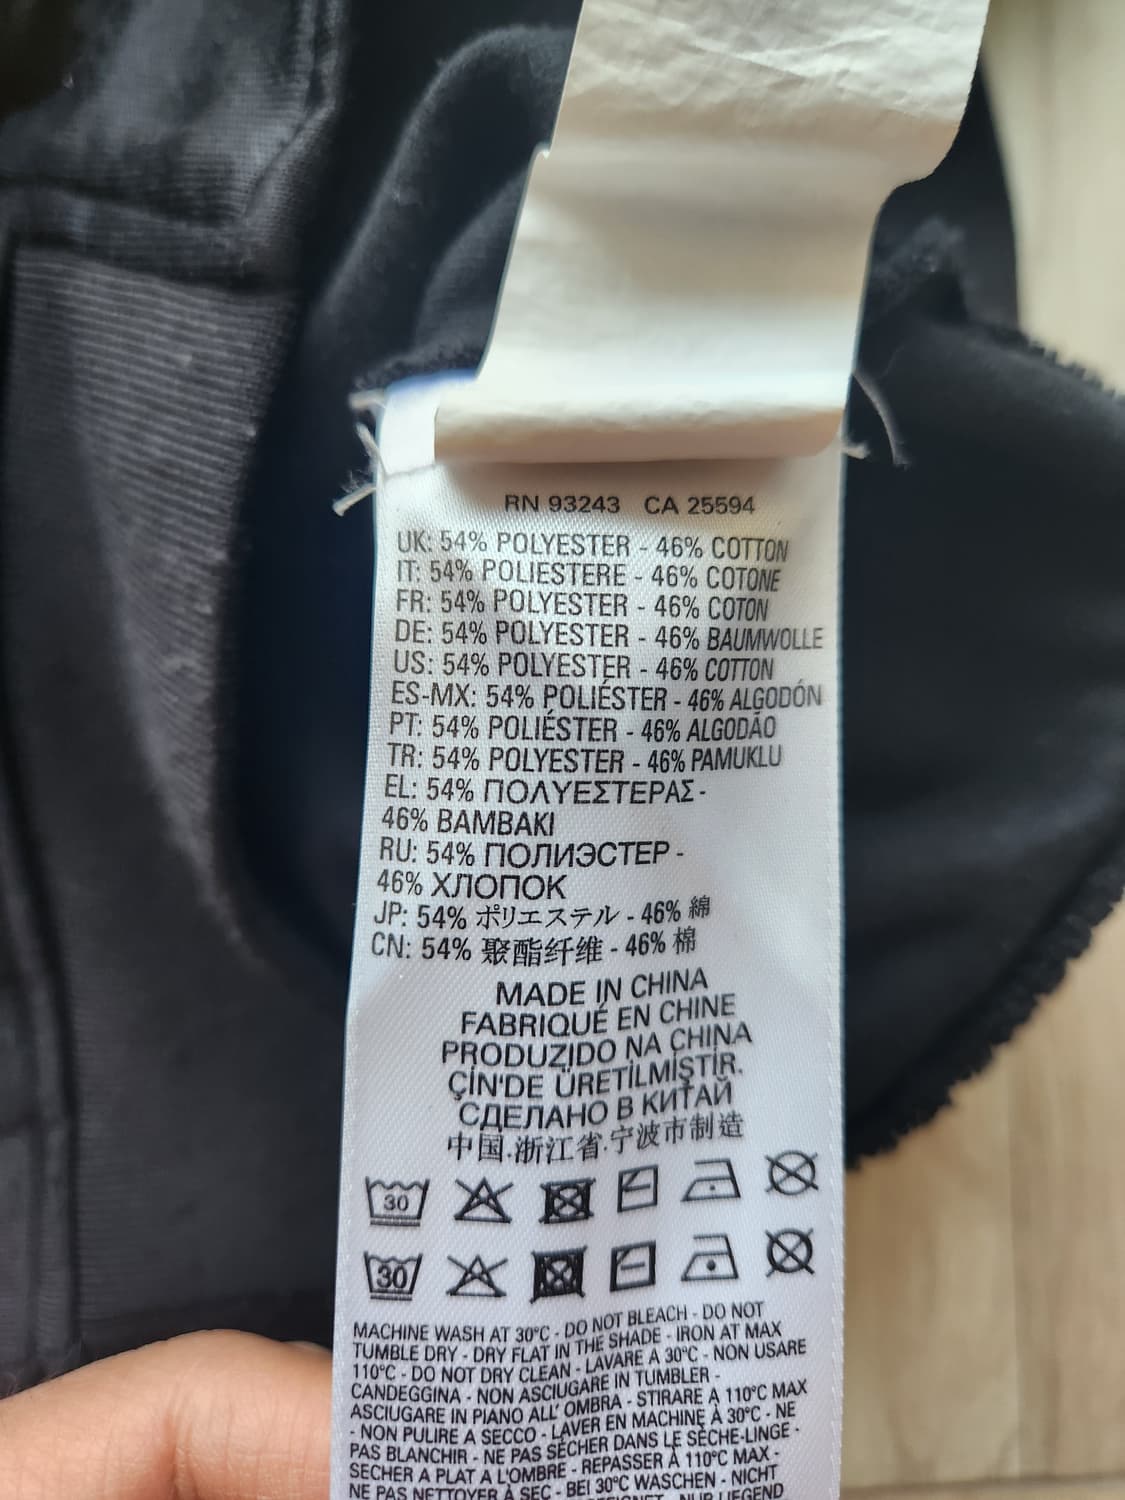 RN 93243 CA 25594
UK: 54% POLYESTER - 46% COTTON
IT: 54% POLIESTERE - 46% COTONE
FR: 54% POLYESTER - 46% COTON
DE: 54% POLYESTER - 46% BAUMWOLLE
US: 54% POLYESTER - 46% COTTON
ES-MX: 54% POLIÉSTER - 46% ALGODÓN
PT: 54% POLIÉSTER - 46% ALGODÃO
TR: 54% POLYESTER - 46% PAMUKLU
EL: 54% ΠΟΛΥΕΣΤΕΡΑΣ -
46% ΒΑΜΒΑΚΙ
RU: 54% ПОЛИЭСТЕР -
46% ХЛОПОК
JP: 54% ポリエステル - 46% 綿
CN: 54% 聚酯纤维 - 46% 棉
MADE IN CHINA
FABRIQUÉ EN CHINE
PRODUZIDO NA CHINA
ÇİN'DE ÜRETİLMİŞTİR.
СДЕЛАНО В КИТАЙ
中国.浙江省.宁波市制造
30
30
MACHINE WASH AT 30°C - DO NOT BLEACH - DO NOT
TUMBLE DRY - DRY FLAT IN THE SHADE - IRON AT MAX
110°C - DO NOT DRY CLEAN - LAVARE A 30°C - NON USARE
CANDEGGINA - NON ASCIUGARE IN TUMBLER -
ASCIUGARE IN PIANO ALL' OMBRA - STIRARE A 110°C MAX
- NON PULIRE A SECCO - LAVER EN MACHINE À 30°C - NE
PAS BLANCHIR - NE PAS SÉCHER DANS LE SÈCHE-LINGE -
SECHER A PLAT A L'OMBRE - REPASSER À 110°C MAX -
NE PAS NETTOYER À SEC - BEI 30°C WASCHEN - NICHT
NUR LIEGEND